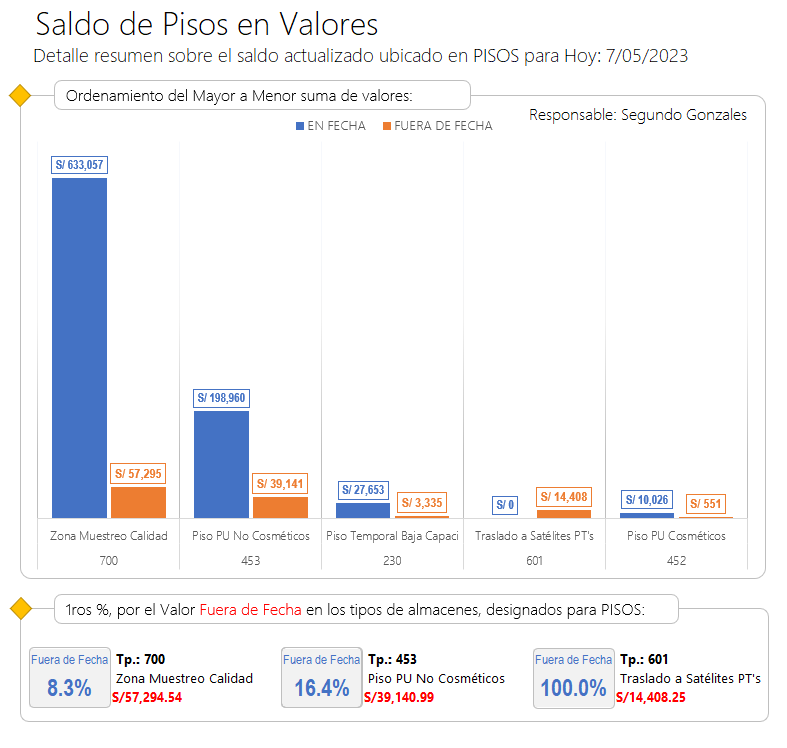 Saldo de Pisos en Valores
Detalle resumen sobre el saldo actualizado ubicado en PISOS para Hoy: 7/05/2023
Ordenamiento del Mayor a Menor suma de valores:
Responsable: Segundo Gonzales
EN FECHA FUERA DE FECHA
S/ 633,057
S/ 57,295
S/ 198,960
S/ 39,141
S/ 27,653
S/ 3,335
S/ 0
S/ 14,408
S/ 10,026
S/ 551
Zona Muestreo Calidad Piso PU No Cosméticos Piso Temporal Baja Capaci Traslado a Satélites PT's Piso PU Cosméticos
700 453 230 601 452
1ros %, por el Valor Fuera de Fecha en los tipos de almacenes, designados para PISOS:
Fuera de Fecha
8.3%
Tp.: 700
Zona Muestreo Calidad
S/57,294.54
Fuera de Fecha
16.4%
Tp.: 453
Piso PU No Cosméticos
S/39,140.99
Fuera de Fecha
100.0%
Tp.: 601
Traslado a Satélites PT's
S/14,408.25